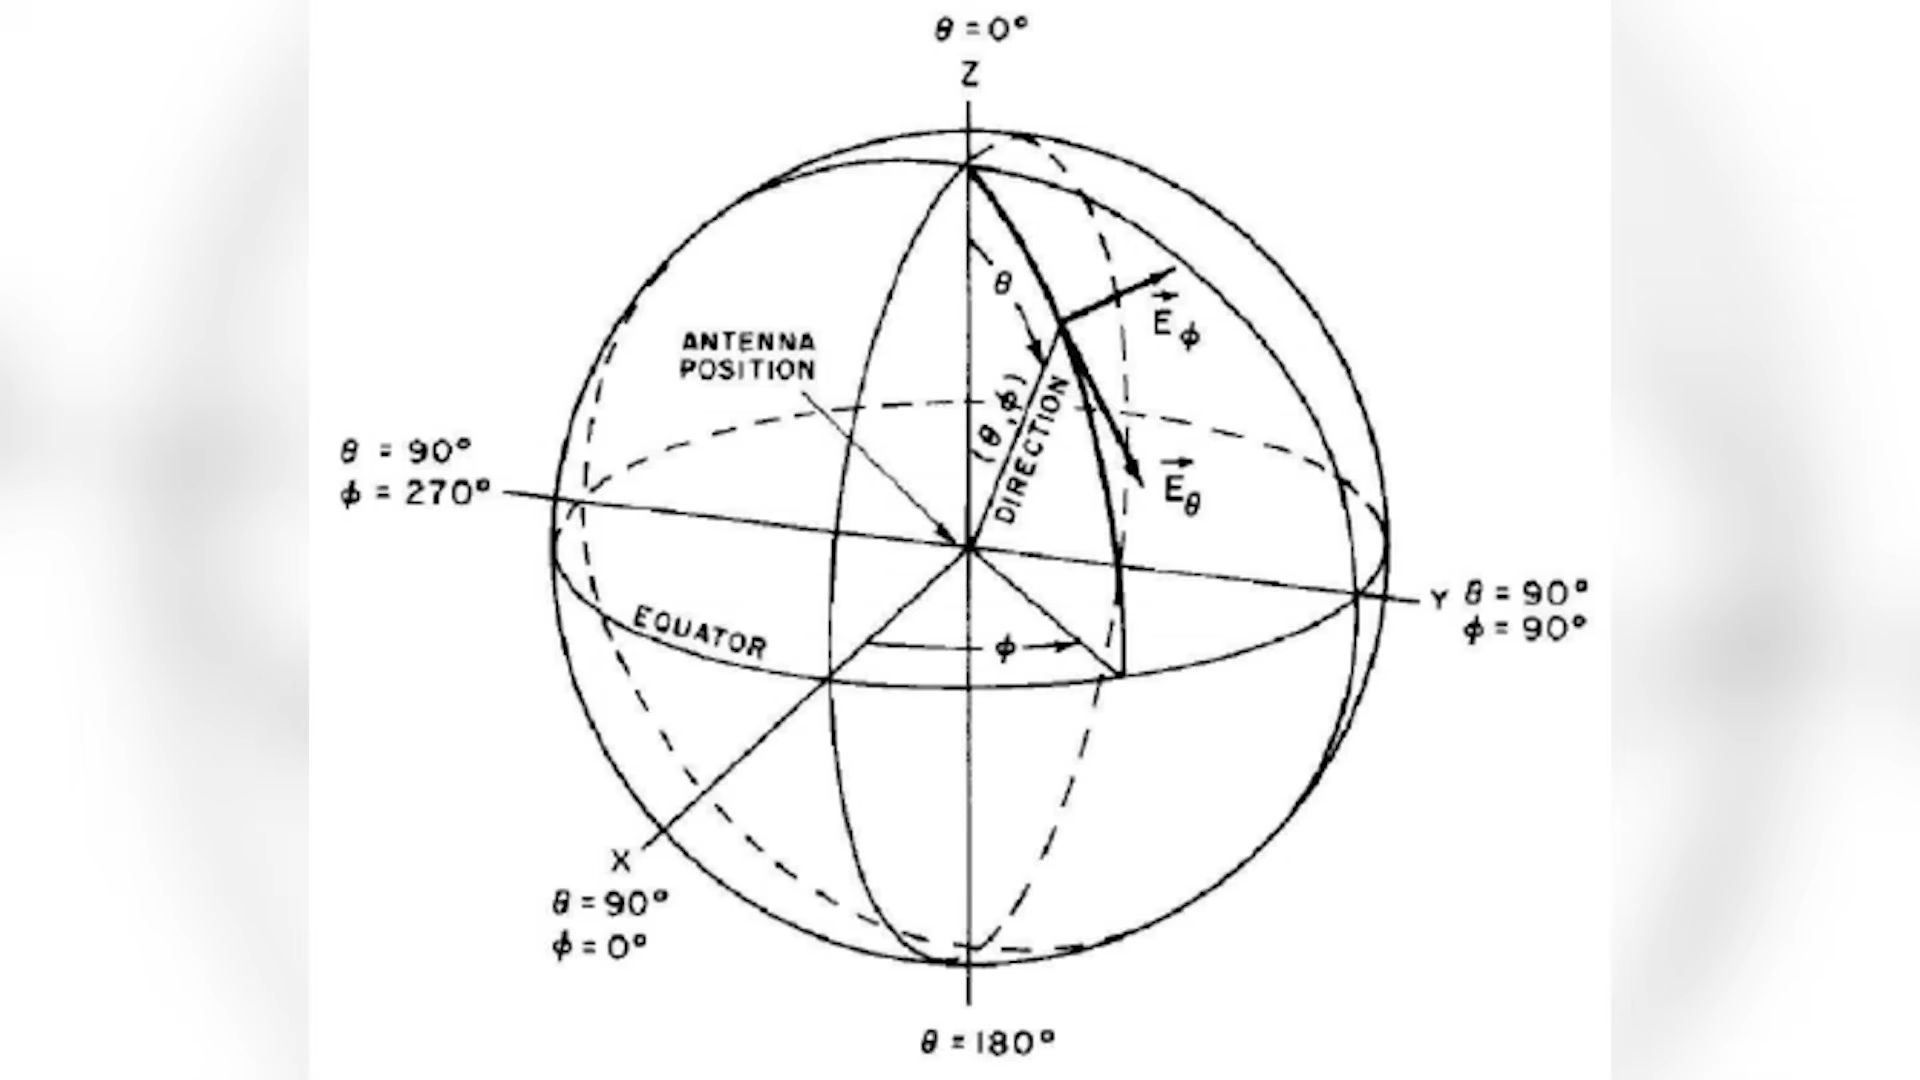 θ = 0°
Z
θ
E⃗ϕ
ANTENNA
POSITION
(θ,ϕ)
DIRECTION
θ = 90°
ϕ = 270°
E⃗θ
Y θ = 90°
ϕ = 90°
EQUATOR
ϕ
X
θ = 90°
ϕ = 0°
θ = 180°